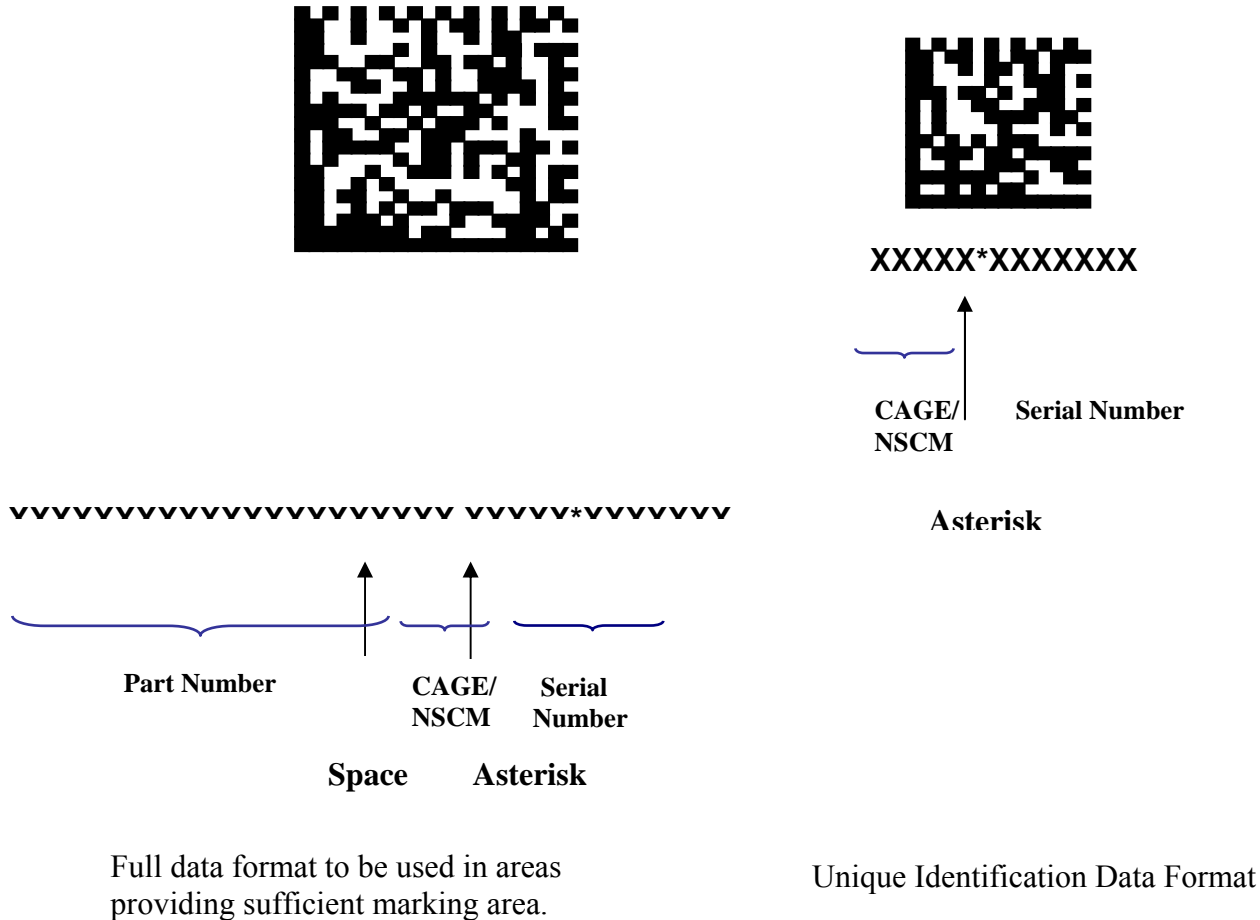 XXXXX*XXXXXXX
CAGE/
NSCM
Serial Number
Asterisk
Part Number
CAGE/
NSCM
Serial
Number
Space
Asterisk
Full data format to be used in areas
providing sufficient marking area.
Unique Identification Data Format